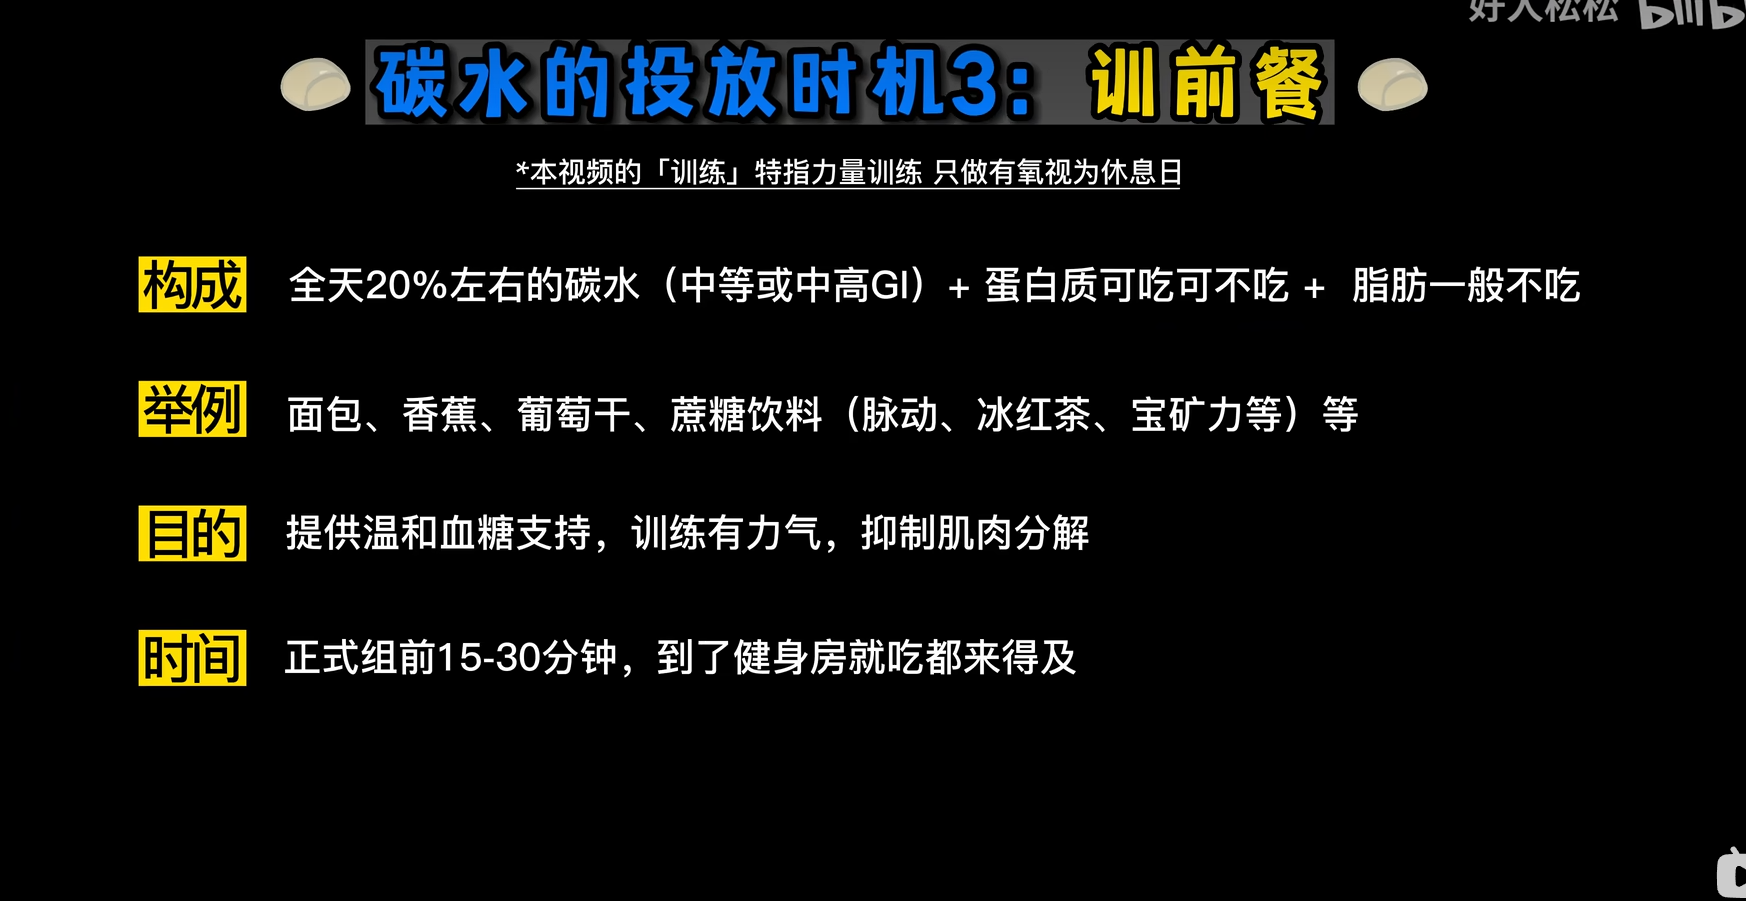 好人松松 bilib
碳水的投放时机3：训前餐
*本视频的「训练」特指力量训练 只做有氧视为休息日
构成 全天20%左右的碳水（中等或中高GI）+ 蛋白质可吃可不吃 + 脂肪一般不吃
举例 面包、香蕉、葡萄干、蔗糖饮料（脉动、冰红茶、宝矿力等）等
目的 提供温和血糖支持，训练有力气，抑制肌肉分解
时间 正式组前15-30分钟，到了健身房就吃都来得及